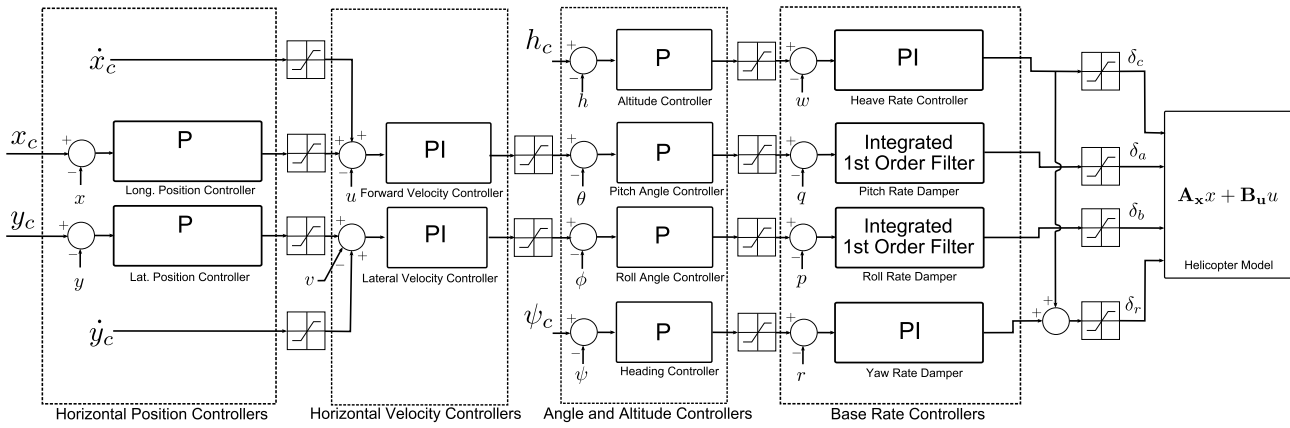 ẋ_c
x_c
+
−
x
P
Long. Position Controller
y_c
+
−
y
P
Lat. Position Controller
ẏ_c
Horizontal Position Controllers
+
+
−
u
PI
Forward Velocity Controller
+
−
+
v
PI
Lateral Velocity Controller
Horizontal Velocity Controllers
h_c
+
−
h
P
Altitude Controller
+
−
θ
P
Pitch Angle Controller
+
−
ϕ
P
Roll Angle Controller
ψ_c
+
−
ψ
P
Heading Controller
Angle and Altitude Controllers
+
−
w
PI
Heave Rate Controller
+
−
q
Integrated
1st Order Filter
Pitch Rate Damper
+
−
p
Integrated
1st Order Filter
Roll Rate Damper
+
−
r
PI
Yaw Rate Damper
Base Rate Controllers
+
+
δ_c
δ_a
δ_b
δ_r
A_x x + B_u u
Helicopter Model